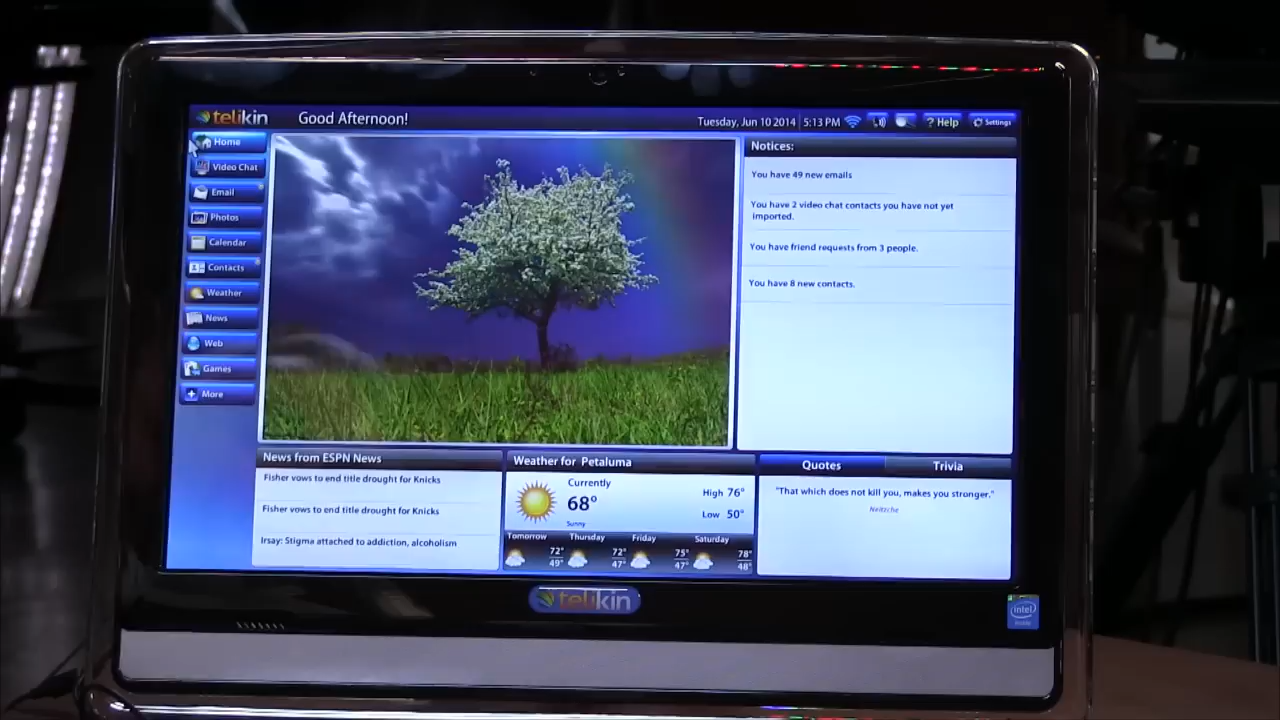 telikin
Good Afternoon!
Tuesday, Jun 10 2014
5:13 PM
? Help
Settings
Home
Video Chat
Email
Photos
Calendar
Contacts
Weather
News
Web
Games
More
Notices:
You have 49 new emails
You have 2 video chat contacts you have not yet
imported.
You have friend requests from 3 people.
You have 8 new contacts.
News from ESPN News
Fisher vows to end title drought for Knicks
Fisher vows to end title drought for Knicks
Irsay: Stigma attached to addiction, alcoholism
Weather for Petaluma
Currently
68°
Sunny
High 76°
Low 50°
Tomorrow Thursday Friday Saturday
72° 72° 75° 78°
49° 47° 47° 48°
Quotes Trivia
"That which does not kill you, makes you stronger."
Neitzche
telikin
intel
inside